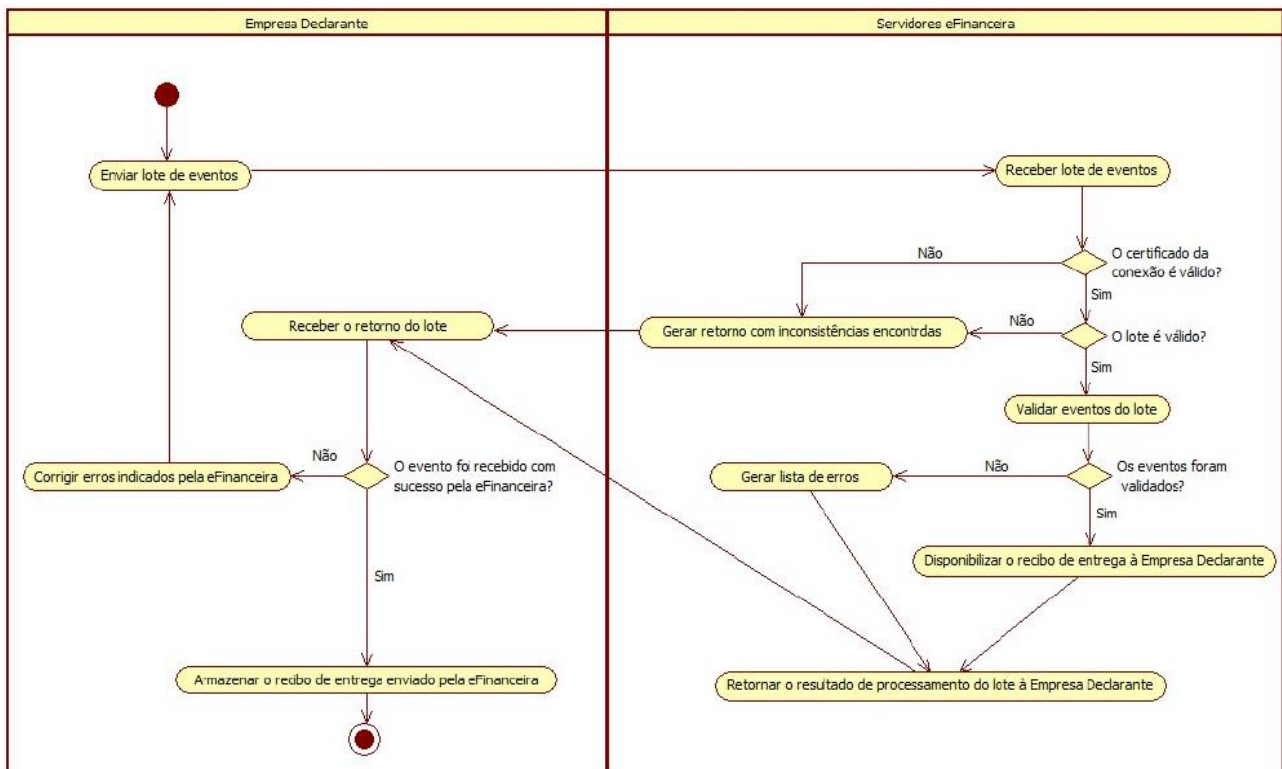 Empresa Declarante
Servidores eFinanceira
Enviar lote de eventos
Receber lote de eventos
Não
O certificado da
conexão é válido?
Sim
Receber o retorno do lote
Gerar retorno com inconsistências encontrdas
Não
O lote é válido?
Sim
Validar eventos do lote
Corrigir erros indicados pela eFinanceira
Não
O evento foi recebido com
sucesso pela eFinanceira?
Gerar lista de erros
Não
Os eventos foram
validados?
Sim
Disponibilizar o recibo de entrega à Empresa Declarante
Sim
Armazenar o recibo de entrega enviado pela eFinanceira
Retornar o resultado de processamento do lote à Empresa Declarante